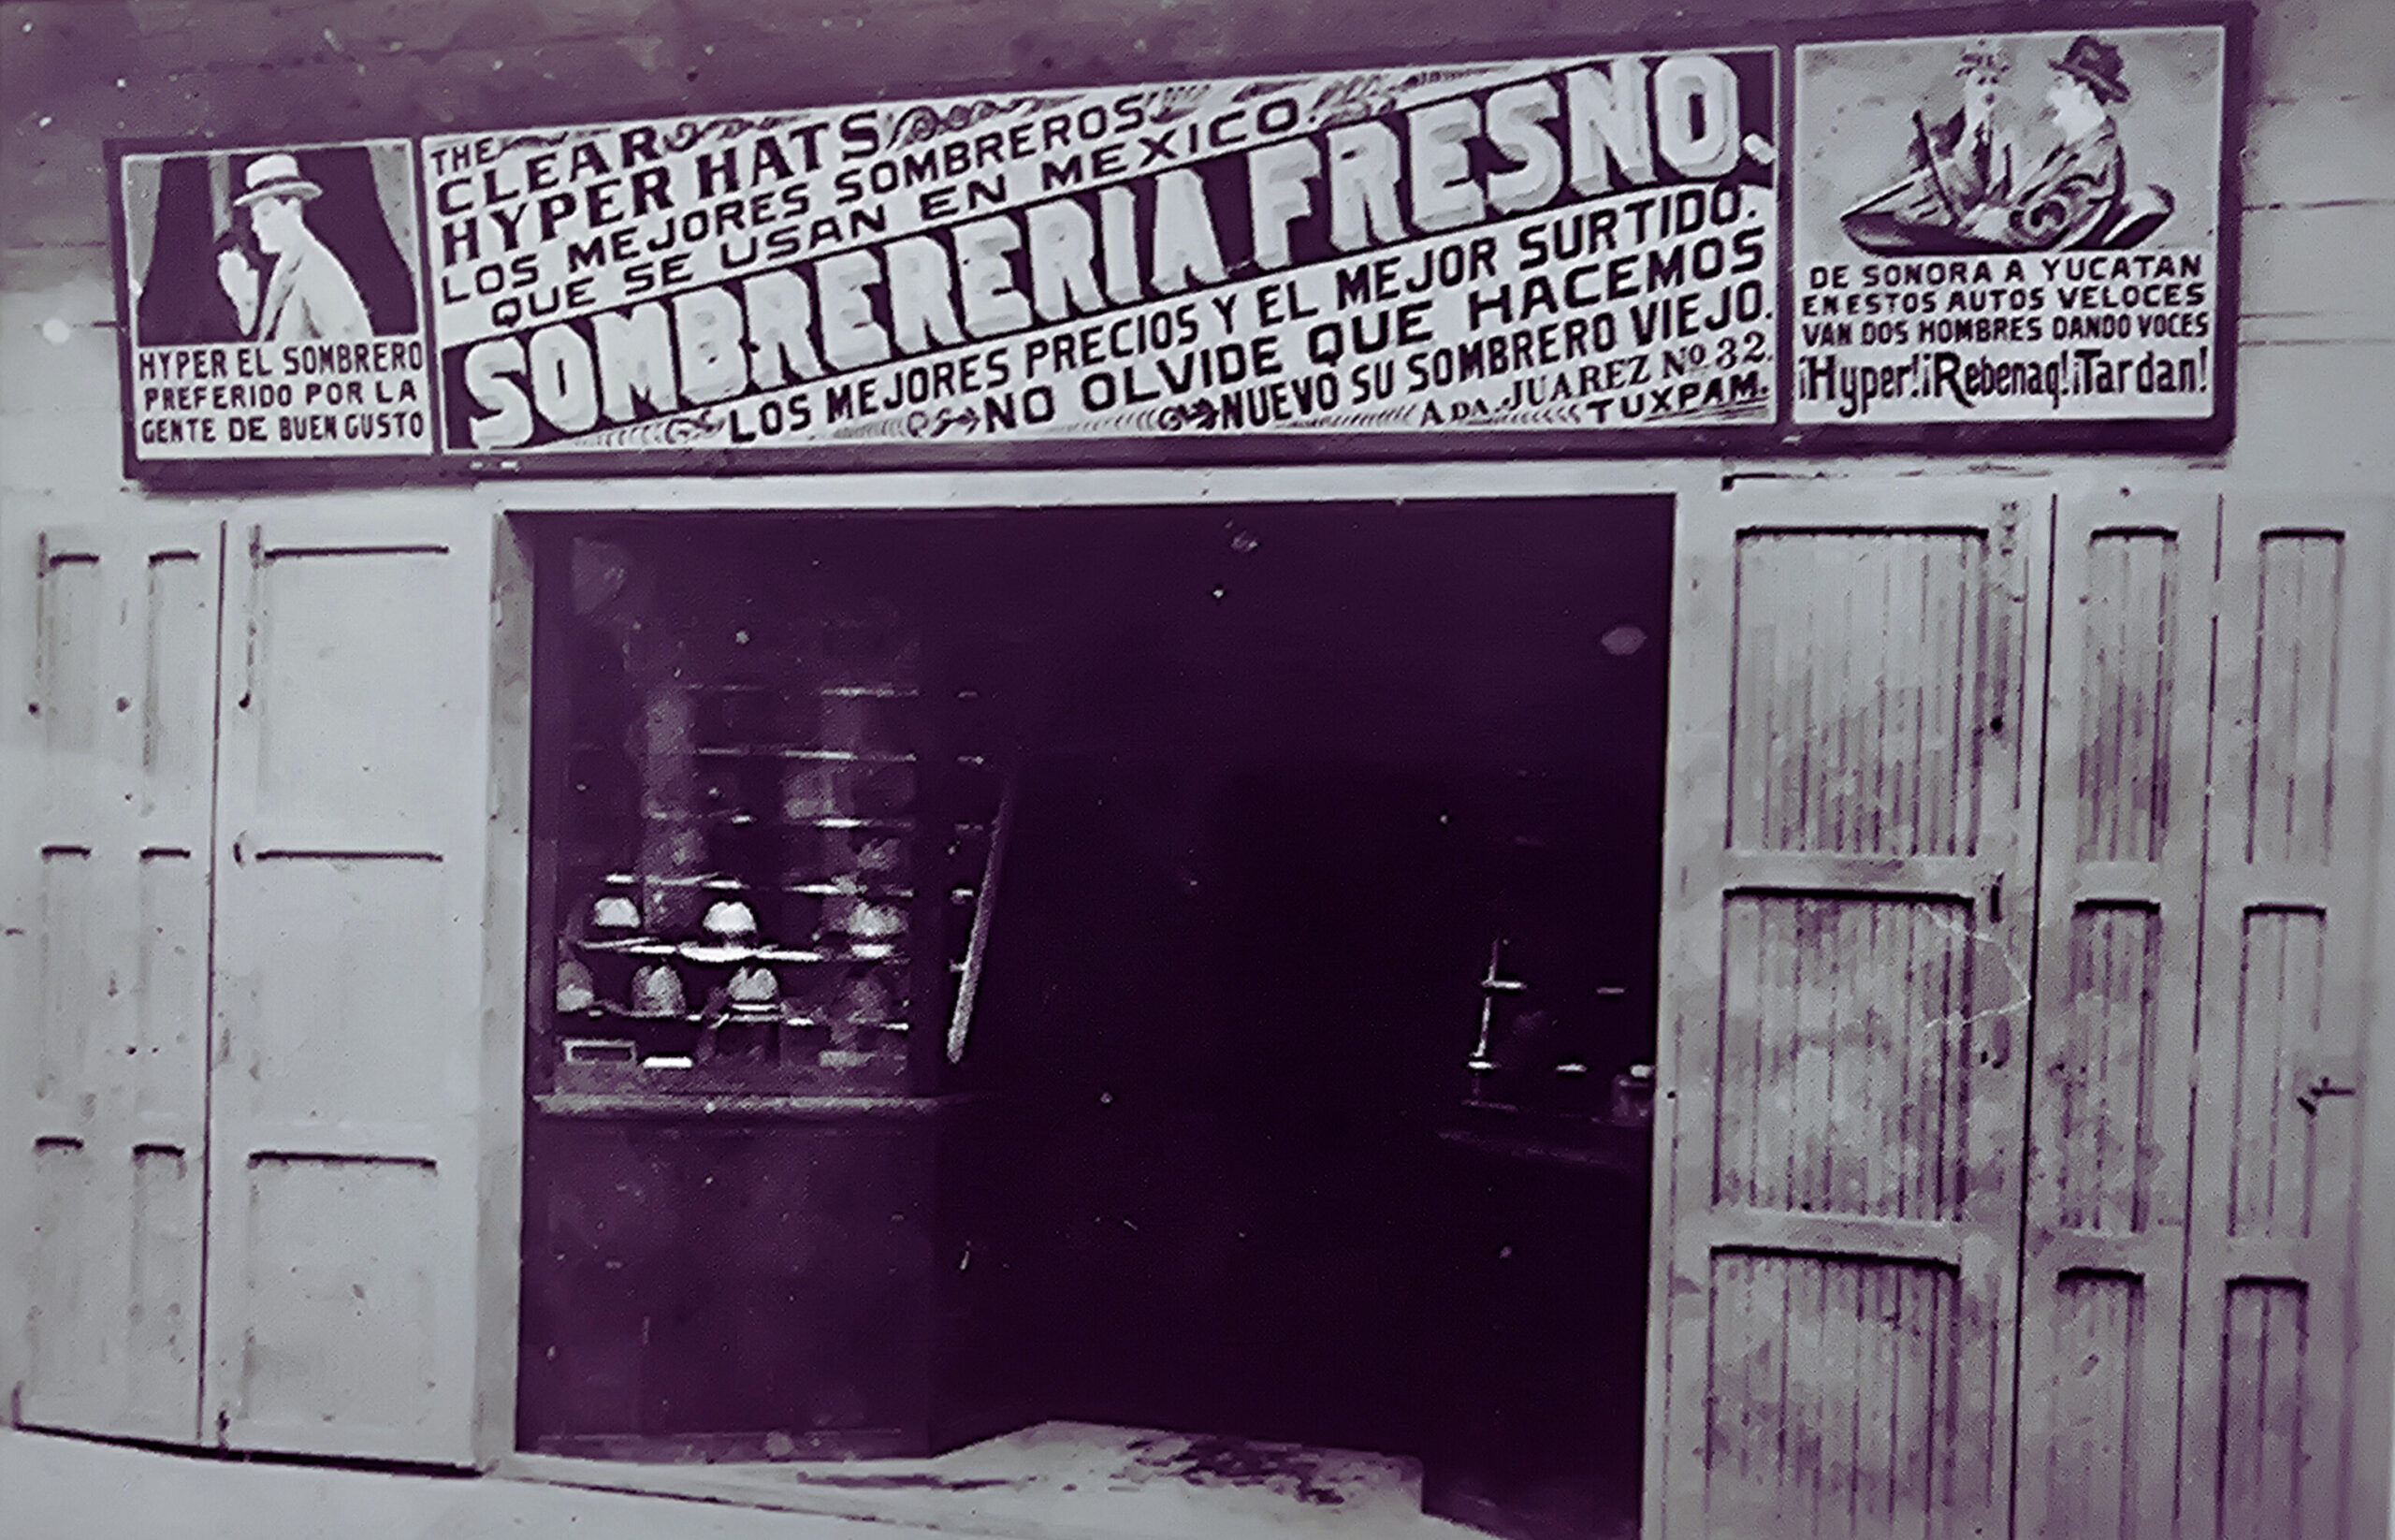 HYPER EL SOMBRERO
PREFERIDO POR LA
GENTE DE BUEN GUSTO
THE
CLEAR
HYPER HATS
LOS MEJORES SOMBREROS
QUE SE USAN EN MEXICO.
SOMBRERERIA FRESNO.
LOS MEJORES PRECIOS Y EL MEJOR SURTIDO.
NO OLVIDE QUE HACEMOS
NUEVO SU SOMBRERO VIEJO.
A DA. JUAREZ No 32.
TUXPAM.
DE SONORA A YUCATAN
EN ESTOS AUTOS VELOCES
VAN DOS HOMBRES DANDO VOCES
¡Hyper!¡Rebenaq!¡Tardan!